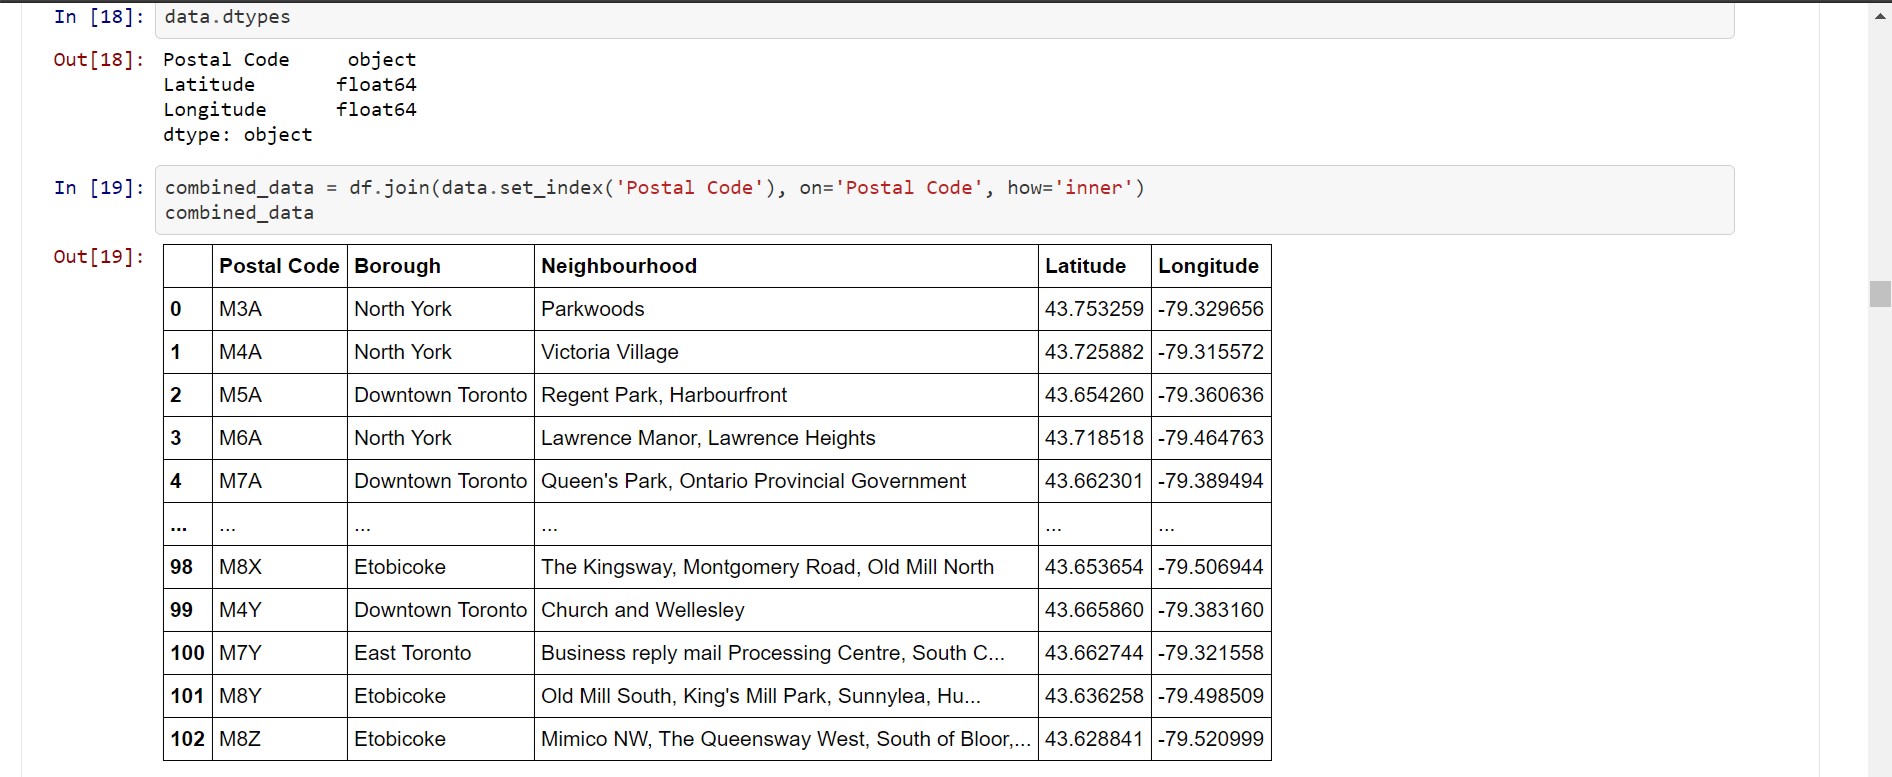 In [18]: data.dtypes
Out[18]: Postal Code     object
Latitude       float64
Longitude      float64
dtype: object
In [19]: combined_data = df.join(data.set_index('Postal Code'), on='Postal Code', how='inner')
combined_data
Out[19]:
Postal Code Borough Neighbourhood Latitude Longitude
0 M3A North York Parkwoods 43.753259 -79.329656
1 M4A North York Victoria Village 43.725882 -79.315572
2 M5A Downtown Toronto Regent Park, Harbourfront 43.654260 -79.360636
3 M6A North York Lawrence Manor, Lawrence Heights 43.718518 -79.464763
4 M7A Downtown Toronto Queen's Park, Ontario Provincial Government 43.662301 -79.389494
... ... ... ... ... ...
98 M8X Etobicoke The Kingsway, Montgomery Road, Old Mill North 43.653654 -79.506944
99 M4Y Downtown Toronto Church and Wellesley 43.665860 -79.383160
100 M7Y East Toronto Business reply mail Processing Centre, South C... 43.662744 -79.321558
101 M8Y Etobicoke Old Mill South, King's Mill Park, Sunnylea, Hu... 43.636258 -79.498509
102 M8Z Etobicoke Mimico NW, The Queensway West, South of Bloor,... 43.628841 -79.520999